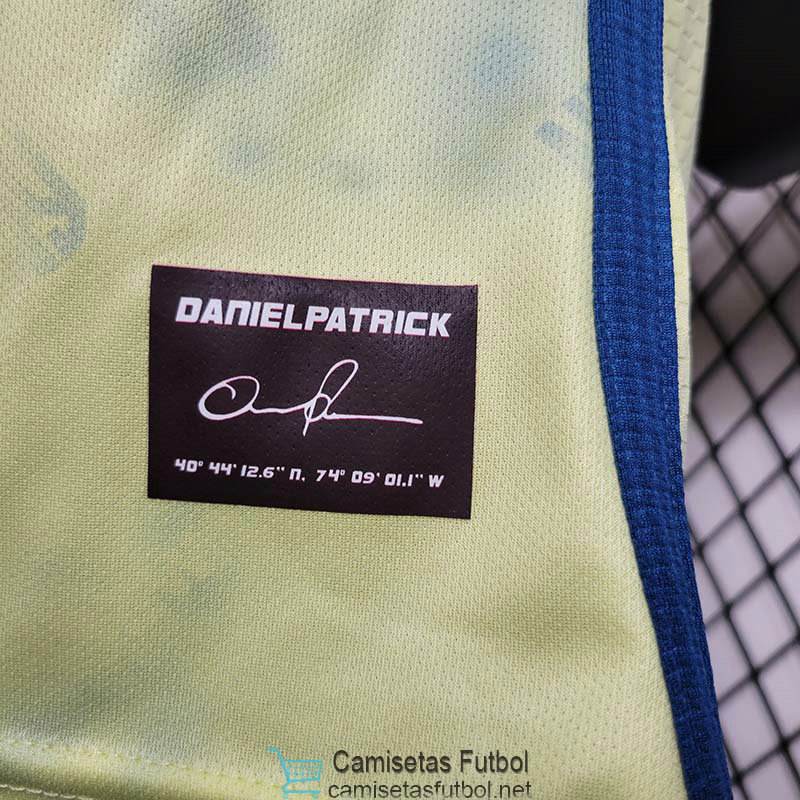 DANIELPATRICK
40° 44' 12.6" N, 74° 09' 01.1" W
Camisetas Futbol
camisetasfutbol.net